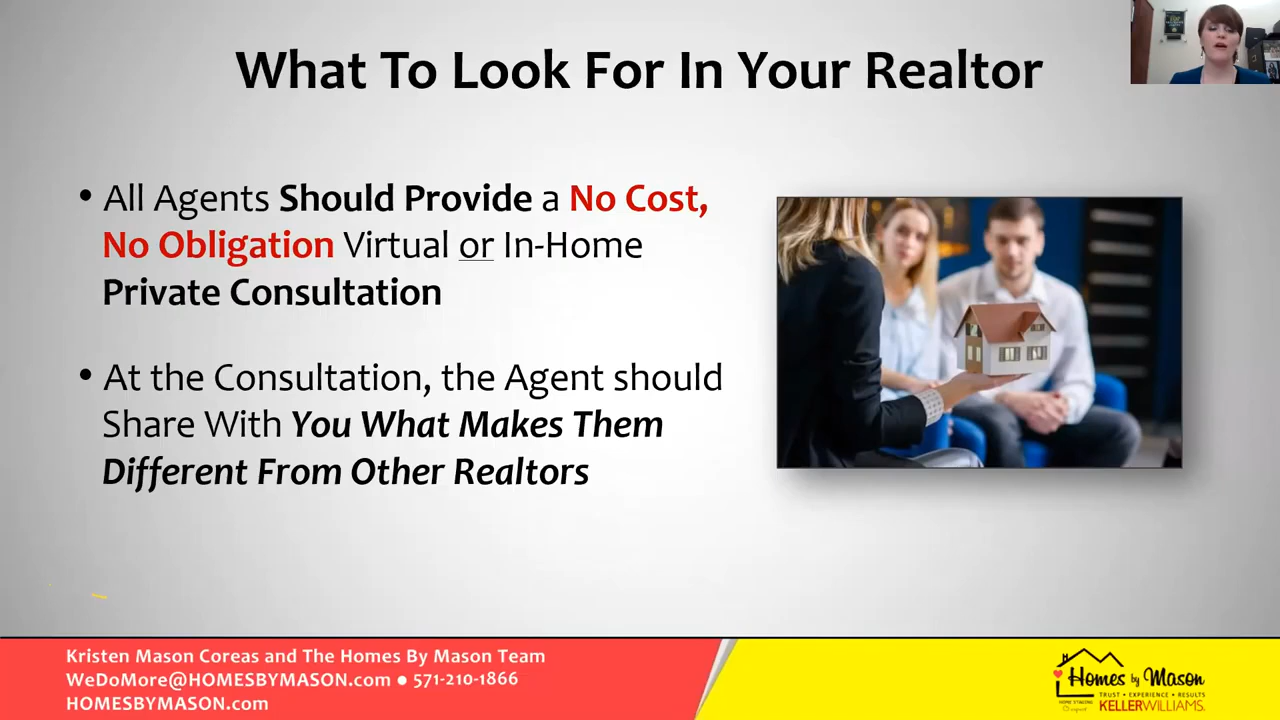 What To Look For In Your Realtor
• All Agents Should Provide a No Cost,
No Obligation Virtual or In-Home
Private Consultation
• At the Consultation, the Agent should
Share With You What Makes Them
Different From Other Realtors
Kristen Mason Coreas and The Homes By Mason Team
WeDoMore@HOMESBYMASON.com ● 571-210-1866
HOMESBYMASON.com
Homes by Mason
TRUST • EXPERIENCE • RESULTS
HOME STAGING
KELLERWILLIAMS.